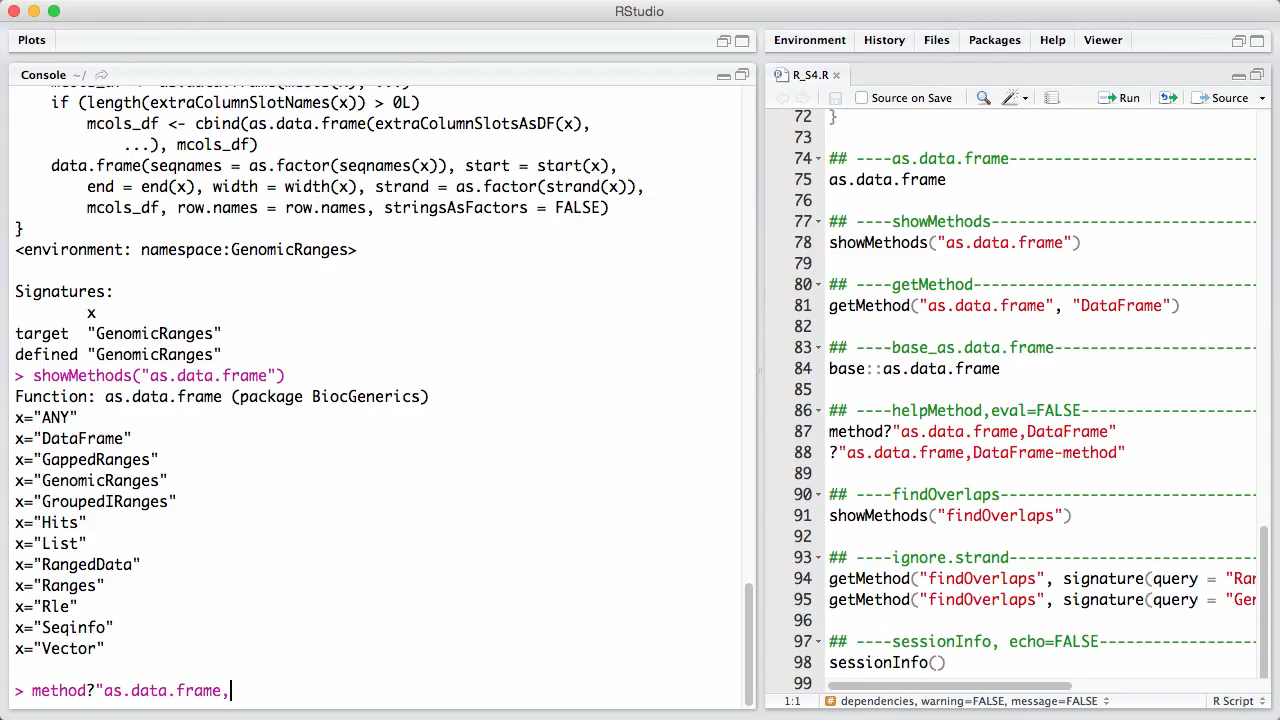 RStudio
Plots
Console ~/
if (length(extraColumnSlotNames(x)) > 0L)
mcols_df <- cbind(as.data.frame(extraColumnSlotsAsDF(x),
...), mcols_df)
data.frame(seqnames = as.factor(seqnames(x)), start = start(x),
end = end(x), width = width(x), strand = as.factor(strand(x)),
mcols_df, row.names = row.names, stringsAsFactors = FALSE)
}
<environment: namespace:GenomicRanges>
Signatures:
x
target "GenomicRanges"
defined "GenomicRanges"
> showMethods("as.data.frame")
Function: as.data.frame (package BiocGenerics)
x="ANY"
x="DataFrame"
x="GappedRanges"
x="GenomicRanges"
x="GroupedIRanges"
x="Hits"
x="List"
x="RangedData"
x="Ranges"
x="Rle"
x="Seqinfo"
x="Vector"
> method?"as.data.frame,
Environment History Files Packages Help Viewer
R_S4.R
Source on Save Run Source
72 }
73
74 ## ----as.data.frame----------------------------
75 as.data.frame
76
77 ## ----showMethods------------------------------
78 showMethods("as.data.frame")
79
80 ## ----getMethod--------------------------------
81 getMethod("as.data.frame", "DataFrame")
82
83 ## ----base_as.data.frame-----------------------
84 base::as.data.frame
85
86 ## ----helpMethod,eval=FALSE--------------------
87 method?"as.data.frame,DataFrame"
88 ?"as.data.frame,DataFrame-method"
89
90 ## ----findOverlaps-----------------------------
91 showMethods("findOverlaps")
92
93 ## ----ignore.strand----------------------------
94 getMethod("findOverlaps", signature(query = "Ra
95 getMethod("findOverlaps", signature(query = "Ge
96
97 ## ----sessionInfo, echo=FALSE------------------
98 sessionInfo()
99
1:1 # dependencies, warning=FALSE, message=FALSE R Script